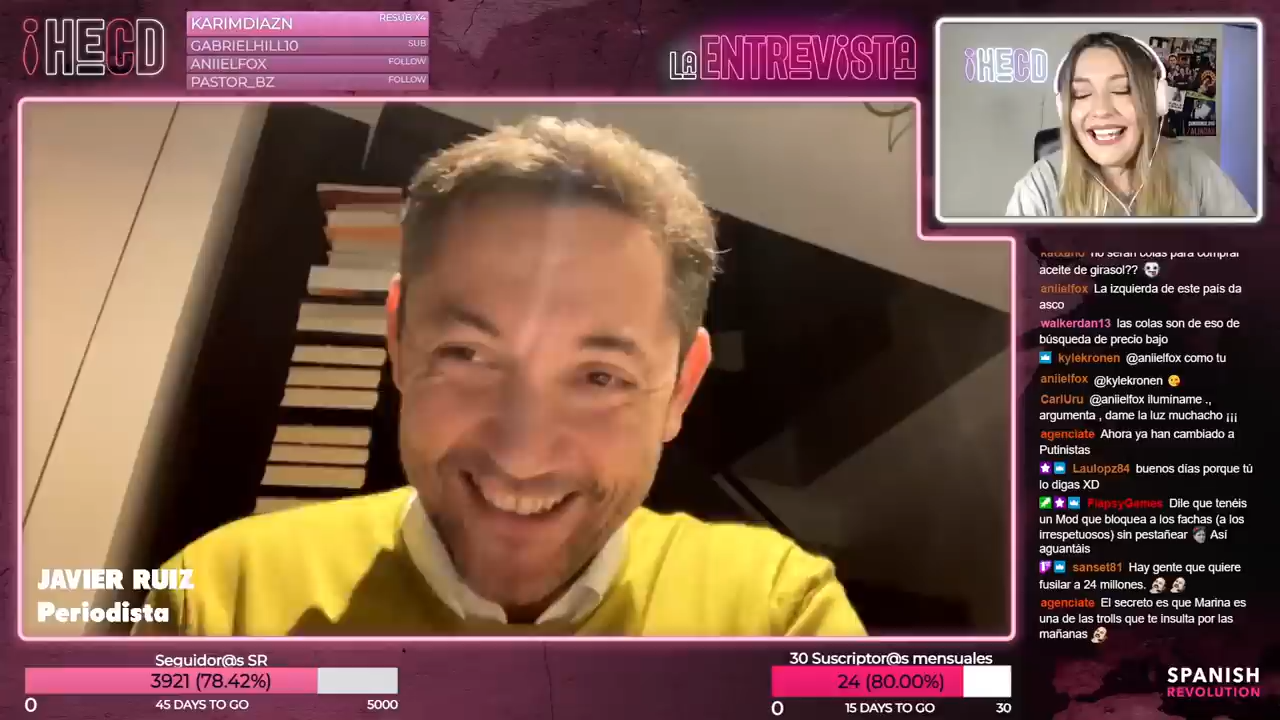 ¡HECD
KARIMDIAZN RESUB X4
GABRIELHILL10 SUB
ANIIELFOX FOLLOW
PASTOR_BZ FOLLOW
LA ENTREVISTA
¡HECD
no serán colas para comprar
aceite de girasol??
aniielfox La izquierda de este país da
asco
walkerdan13 las colas son de eso de
búsqueda de precio bajo
kylekronen @aniielfox como tu
aniielfox @kylekronen
CarlUru @aniielfox ilumíname .,
argumenta , dame la luz muchacho ¡¡¡
agenciate Ahora ya han cambiado a
Putinistas
Laulopz84 buenos días porque tú
lo digas XD
FlapsyGames Dile que tenéis
un Mod que bloquea a los fachas (a los
irrespetuosos) sin pestañear Así
aguantáis
sanset81 Hay gente que quiere
fusilar a 24 millones.
agenciate El secreto es que Marina es
una de las trolls que te insulta por las
mañanas
JAVIER RUIZ
Periodista
Seguidor@s SR
3921 (78.42%)
0 45 DAYS TO GO 5000
30 Suscriptor@s mensuales
24 (80.00%)
0 15 DAYS TO GO 30
SPANISH
REVOLUTION